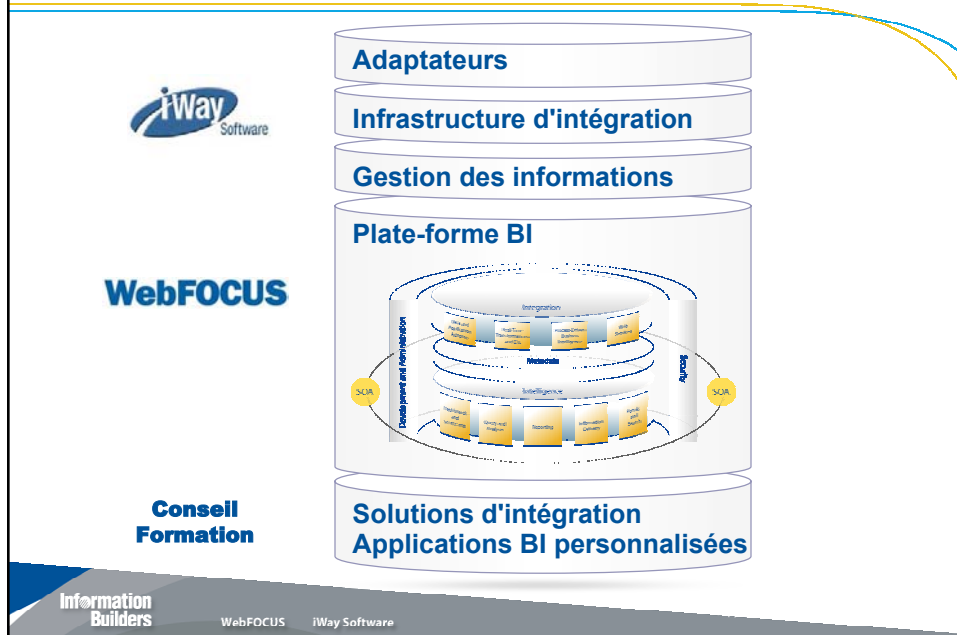 Adaptateurs
iWay
Software
Infrastructure d'intégration
Gestion des informations
Plate-forme BI
WebFOCUS
Integration
Metadata
Development and Administration
Security
SOA
SOA
Intelligence
Reporting
Conseil
Formation
Solutions d'intégration
Applications BI personnalisées
Information
Builders
WebFOCUS iWay Software